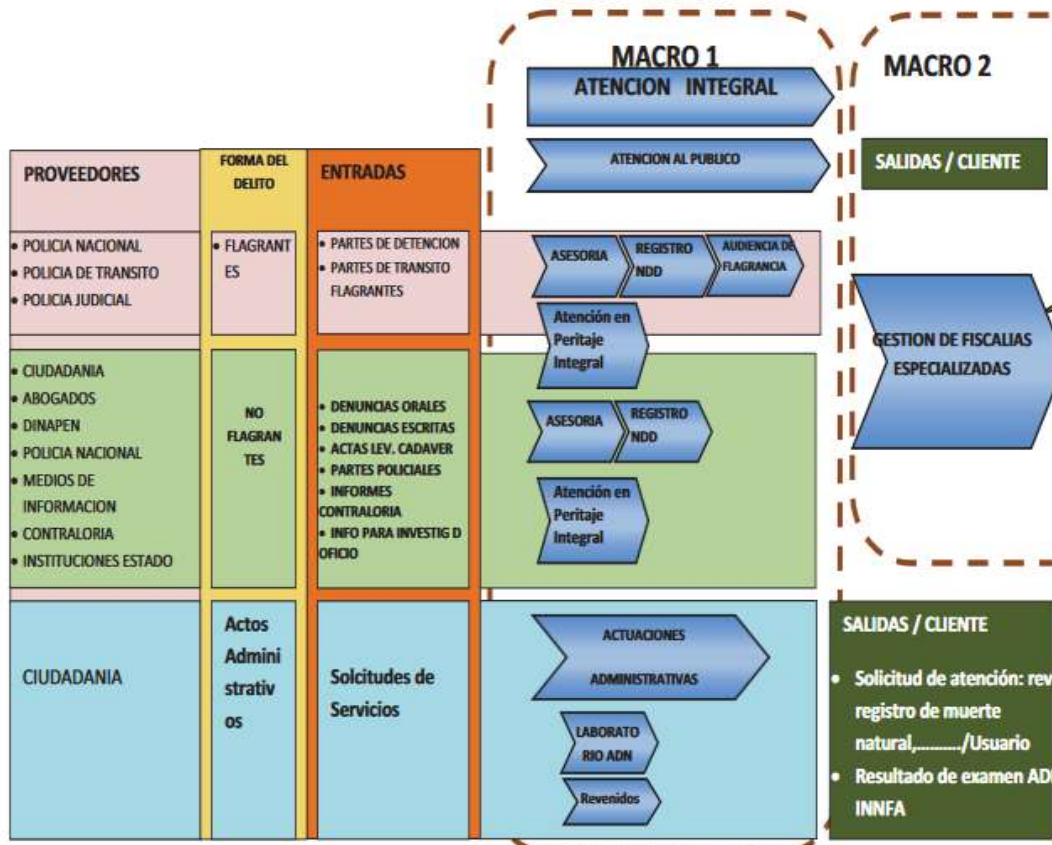 MACRO 1
ATENCION INTEGRAL
ATENCION AL PUBLICO
MACRO 2
SALIDAS / CLIENTE
PROVEEDORES
FORMA DEL
DELITO
ENTRADAS
• POLICIA NACIONAL
• POLICIA DE TRANSITO
• POLICIA JUDICIAL
• FLAGRANT
ES
• PARTES DE DETENCION
• PARTES DE TRANSITO
FLAGRANTES
ASESORIA
REGISTRO
NDD
AUDIENCIA DE
FLAGRANCIA
Atención en
Peritaje
Integral
GESTION DE FISCALIAS
ESPECIALIZADAS
• CIUDADANIA
• ABOGADOS
• DINAPEN
• POLICIA NACIONAL
• MEDIOS DE
INFORMACION
• CONTRALORIA
• INSTITUCIONES ESTADO
NO
FLAGRAN
TES
• DENUNCIAS ORALES
• DENUNCIAS ESCRITAS
• ACTAS LEV. CADAVER
• PARTES POLICIALES
• INFORMES
CONTRALORIA
• INFO PARA INVESTIG D
OFICIO
ASESORIA
REGISTRO
NDD
Atención en
Peritaje
Integral
CIUDADANIA
Actos
Admini
strativ
os
Solcitudes de
Servicios
ACTUACIONES
ADMINISTRATIVAS
LABORATO
RIO ADN
Revenidos
SALIDAS / CLIENTE
• Solicitud de atención: rev
registro de muerte
natural,........../Usuario
• Resultado de examen AD
INNFA